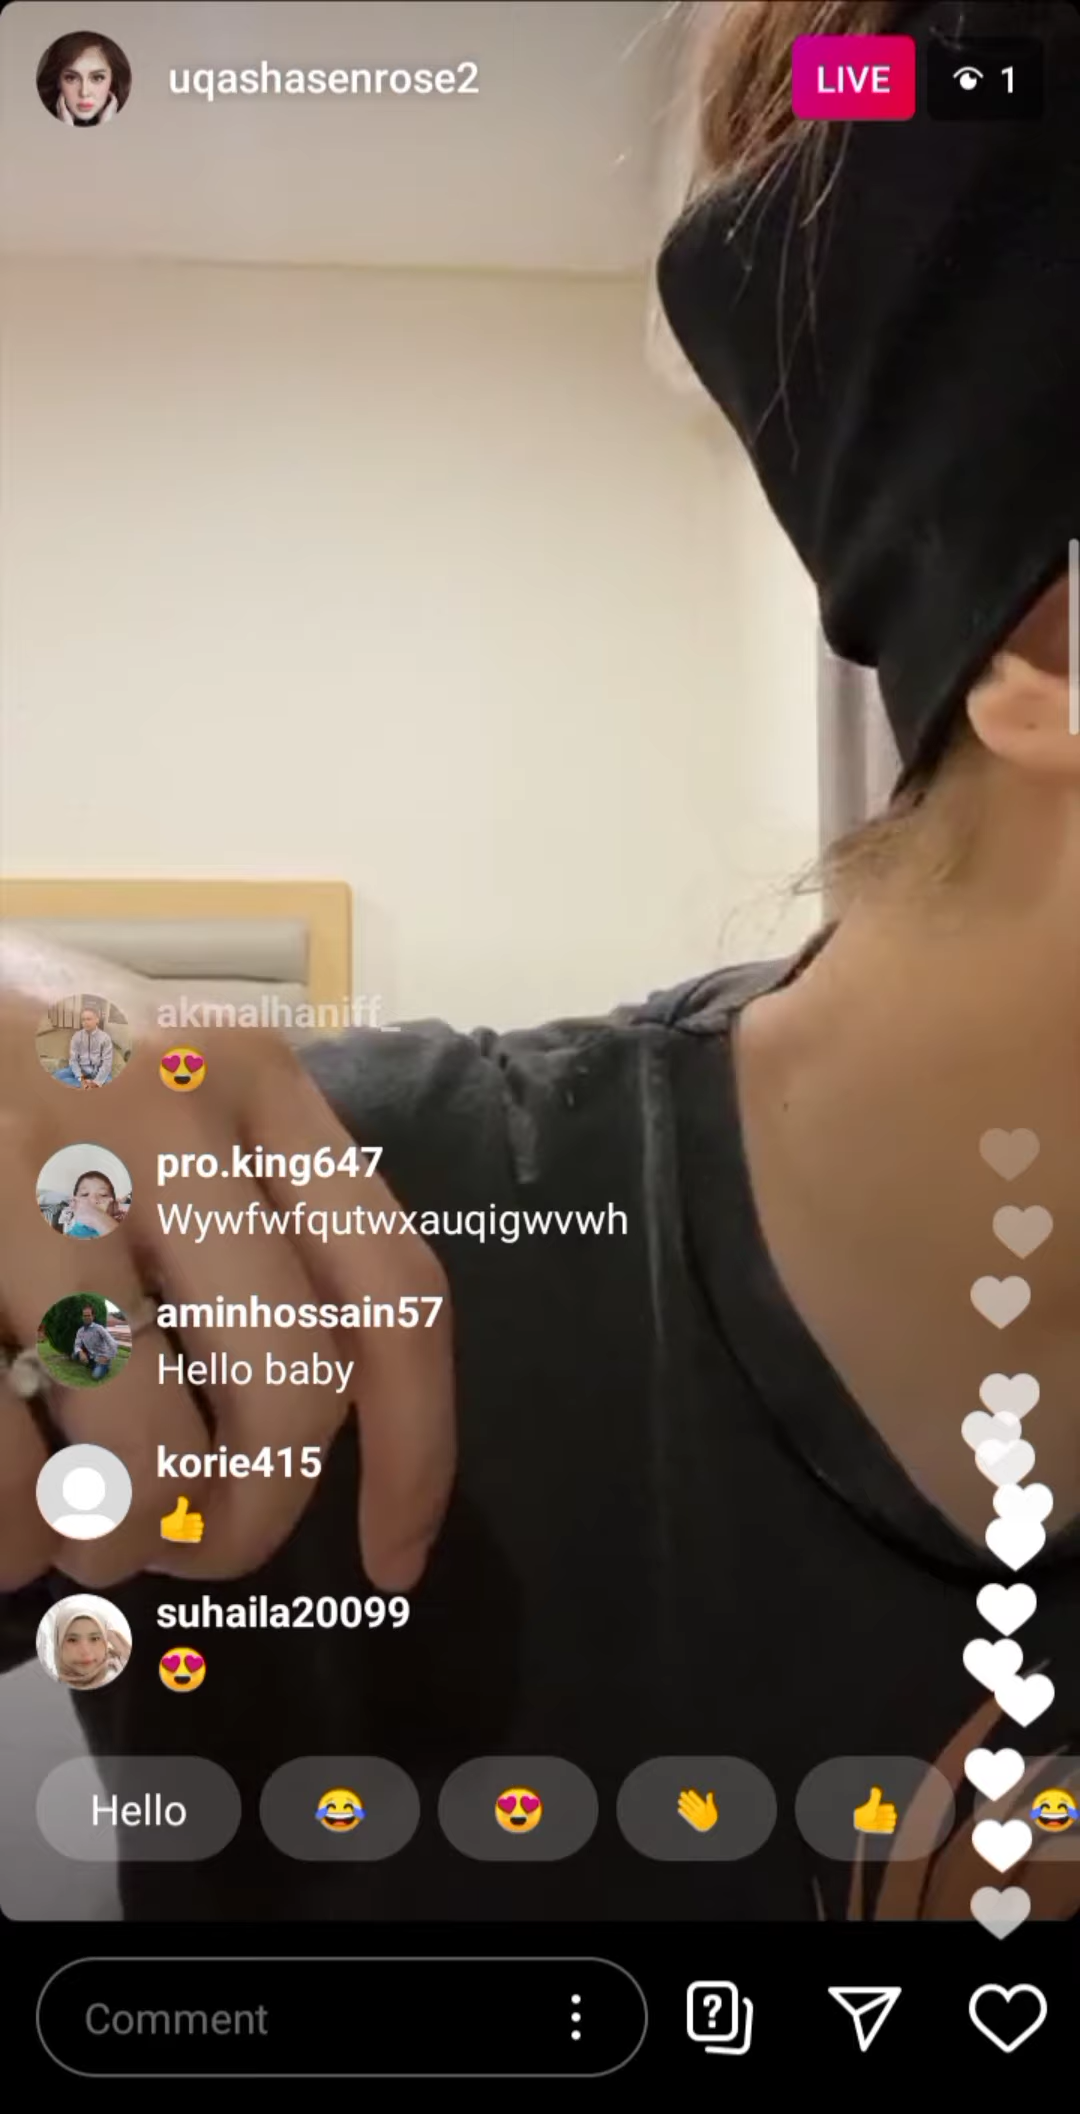 uqashasenrose2
LIVE
1
akmalhaniff_
😍
pro.king647
Wywfwfqutwxauqigwvwh
aminhossain57
Hello baby
korie415
👍
suhaila20099
😍
Hello 😂 😍 👋 👍 😂
Comment
?